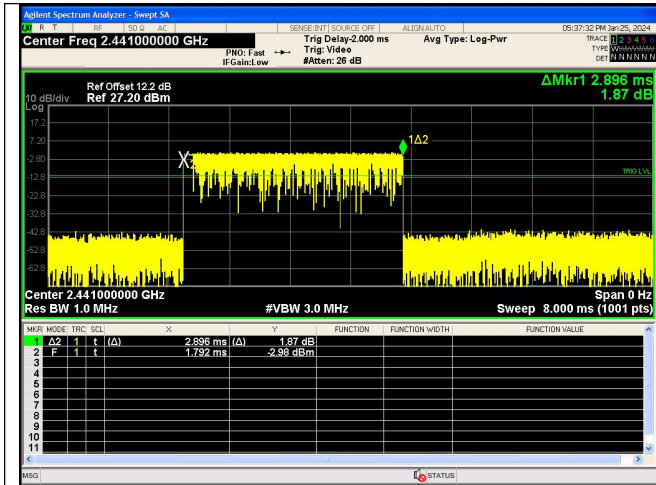 Agilent Spectrum Analyzer - Swept SA
R T RF 50 Ω AC SENSE:INT SOURCE OFF ALIGNAUTO 05:37:32 PM Jan 25, 2024
Center Freq 2.441000000 GHz PNO: Fast IFGain:Low Trig Delay-2.000 ms Trig: Video #Atten: 26 dB Avg Type: Log-Pwr TRACE 1 2 3 4 5 6
TYPE
DET N N N N N N
ΔMkr1 2.896 ms
1.87 dB
Ref Offset 12.2 dB
10 dB/div Ref 27.20 dBm
Log
17.2
7.20
-2.80
-12.8
-22.8
-32.8
-42.8
-52.8
-62.8
1Δ2
X2
TRIG LVL
Center 2.441000000 GHz Span 0 Hz
Res BW 1.0 MHz #VBW 3.0 MHz Sweep 8.000 ms (1001 pts)
MKR MODE TRC SCL X Y FUNCTION FUNCTION WIDTH FUNCTION VALUE
1 Δ2 1 t (Δ) 2.896 ms (Δ) 1.87 dB
2 F 1 t 1.792 ms -2.98 dBm
3
4
5
6
7
8
9
10
11
MSG STATUS